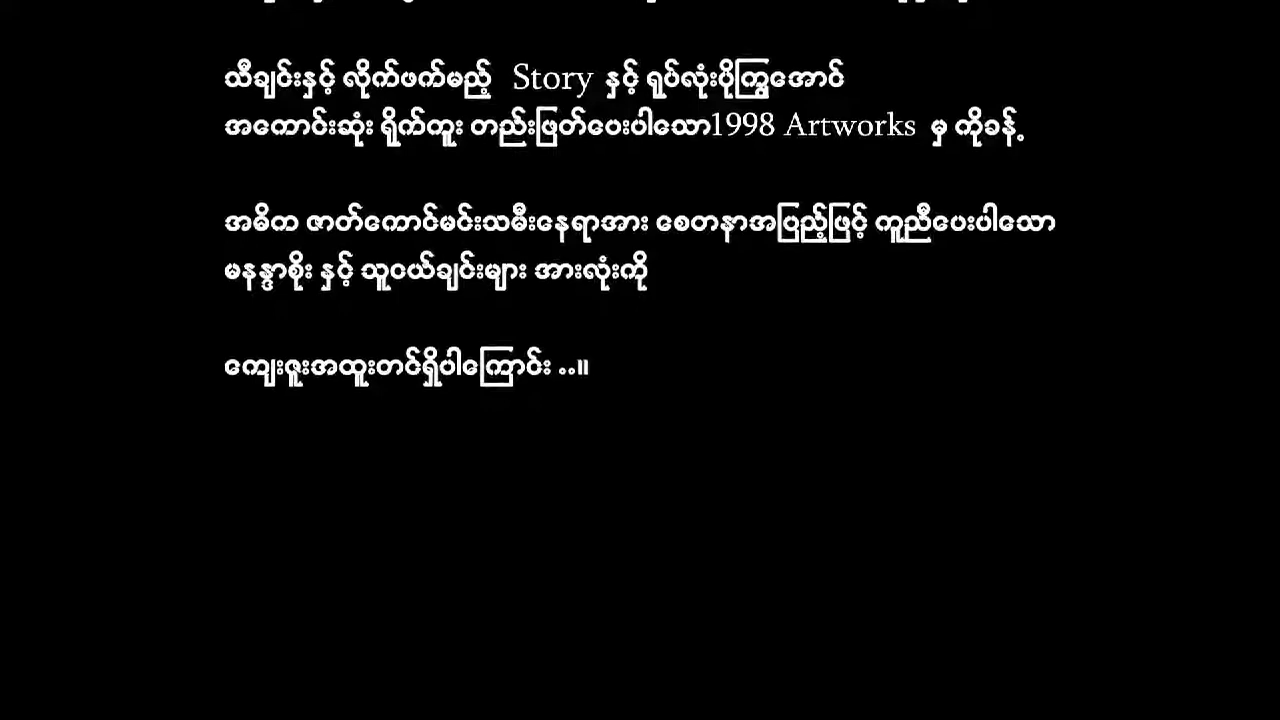 သီချင်းနှင့် လိုက်ဖက်မည့် Story နှင့် ရုပ်လုံးပိုကြွအောင်
အကောင်းဆုံး ရိုက်ကူး တည်းဖြတ်ပေးပါသော1998 Artworks မှ ကိုခန့်
အဓိက ဇာတ်ကောင်မင်းသမီးနေရာအား စေတနာအပြည့်ဖြင့် ကူညီပေးပါသော
မနန္ဒာစိုး နှင့် သူငယ်ချင်းများ အားလုံးကို
ကျေးဇူးအထူးတင်ရှိပါကြောင်း ..။